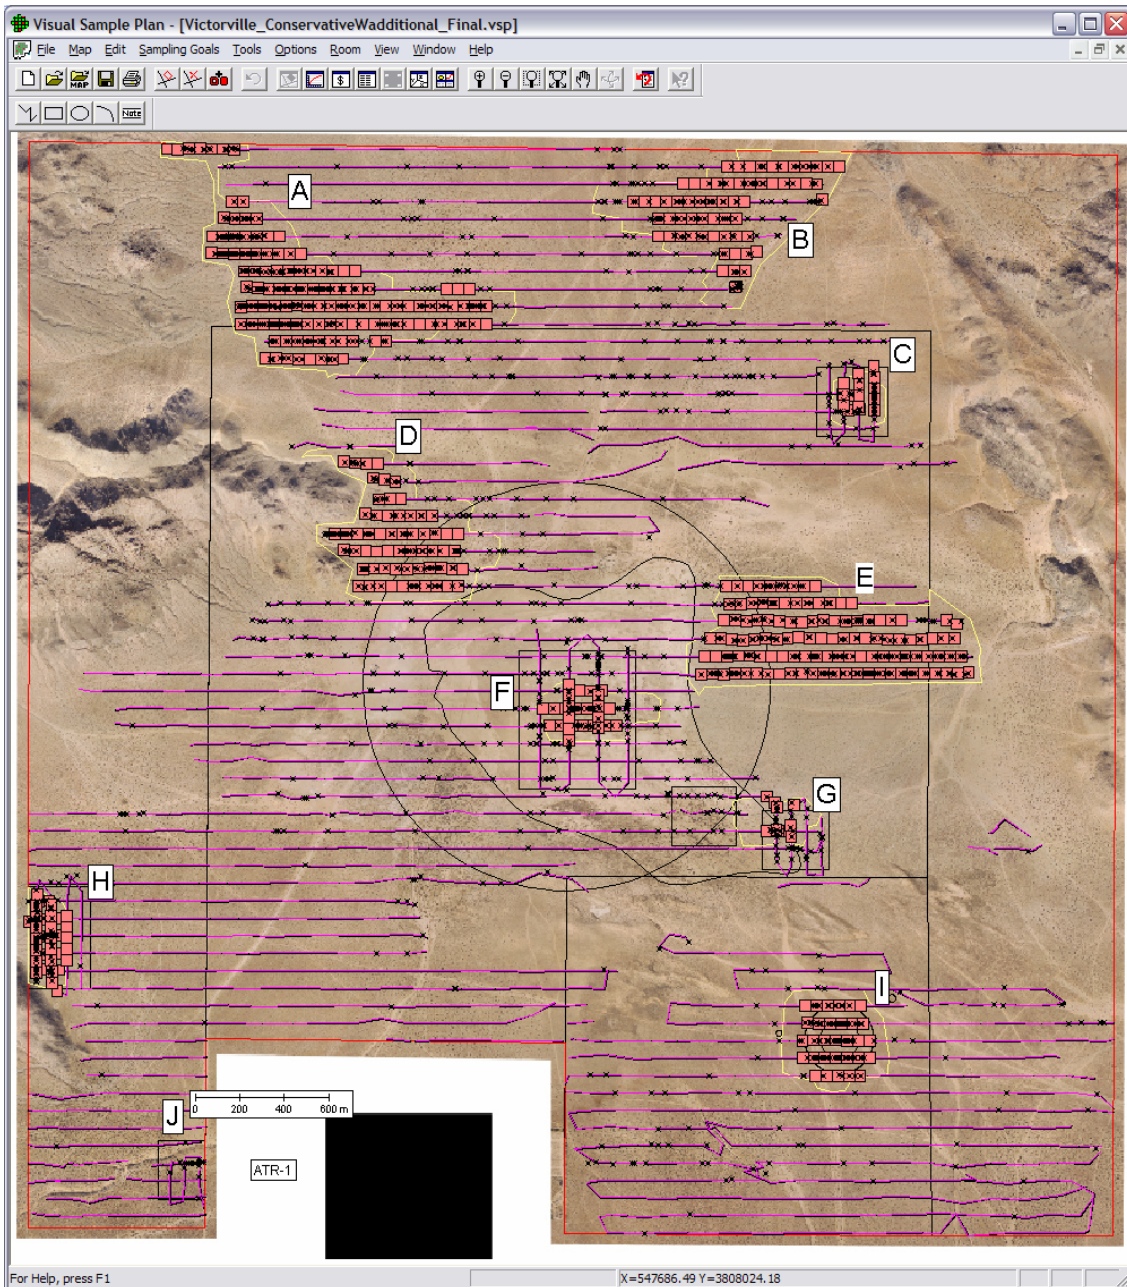 Visual Sample Plan - [Victorville_ConservativeWadditional_Final.vsp]
File Map Edit Sampling Goals Tools Options Room View Window Help
MAP
Note
A
B
C
D
E
F
G
H
I
J
0 200 400 600 m
ATR-1
For Help, press F1
X=547686.49 Y=3808024.18